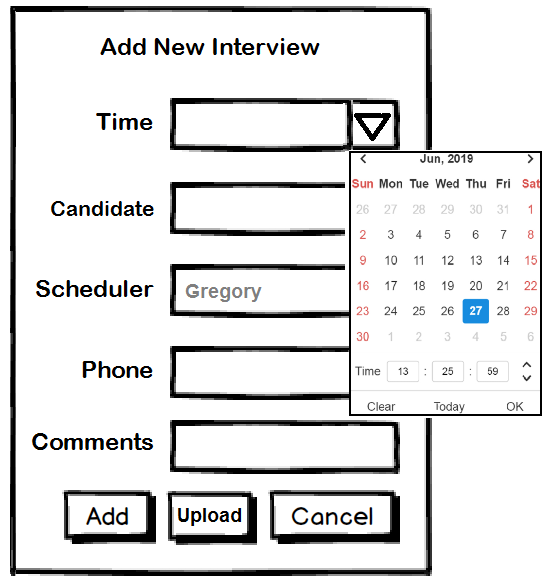 Add New Interview
Time
Jun, 2019
Sun Mon Tue Wed Thu Fri Sat
26 27 28 29 30 31 1
2 3 4 5 6 7 8
9 10 11 12 13 14 15
16 17 18 19 20 21 22
23 24 25 26 27 28 29
30 1 2 3 4 5 6
Time 13 : 25 : 59
Clear Today OK
Candidate
Scheduler Gregory
Phone
Comments
Add Upload Cancel